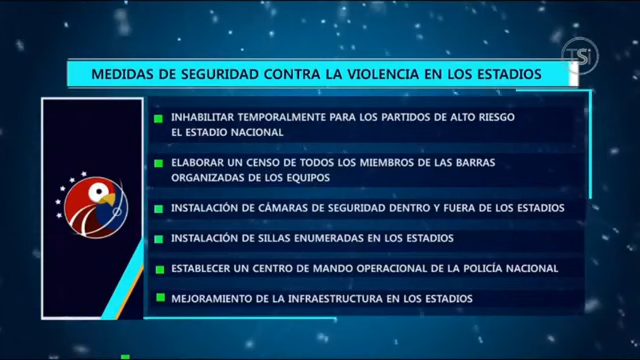 TSi
MEDIDAS DE SEGURIDAD CONTRA LA VIOLENCIA EN LOS ESTADIOS
INHABILITAR TEMPORALMENTE PARA LOS PARTIDOS DE ALTO RIESGO
EL ESTADIO NACIONAL
ELABORAR UN CENSO DE TODOS LOS MIEMBROS DE LAS BARRAS
ORGANIZADAS DE LOS EQUIPOS
INSTALACIÓN DE CÁMARAS DE SEGURIDAD DENTRO Y FUERA DE LOS ESTADIOS
INSTALACIÓN DE SILLAS ENUMERADAS EN LOS ESTADIOS
ESTABLECER UN CENTRO DE MANDO OPERACIONAL DE LA POLICÍA NACIONAL
MEJORAMIENTO DE LA INFRAESTRUCTURA EN LOS ESTADIOS